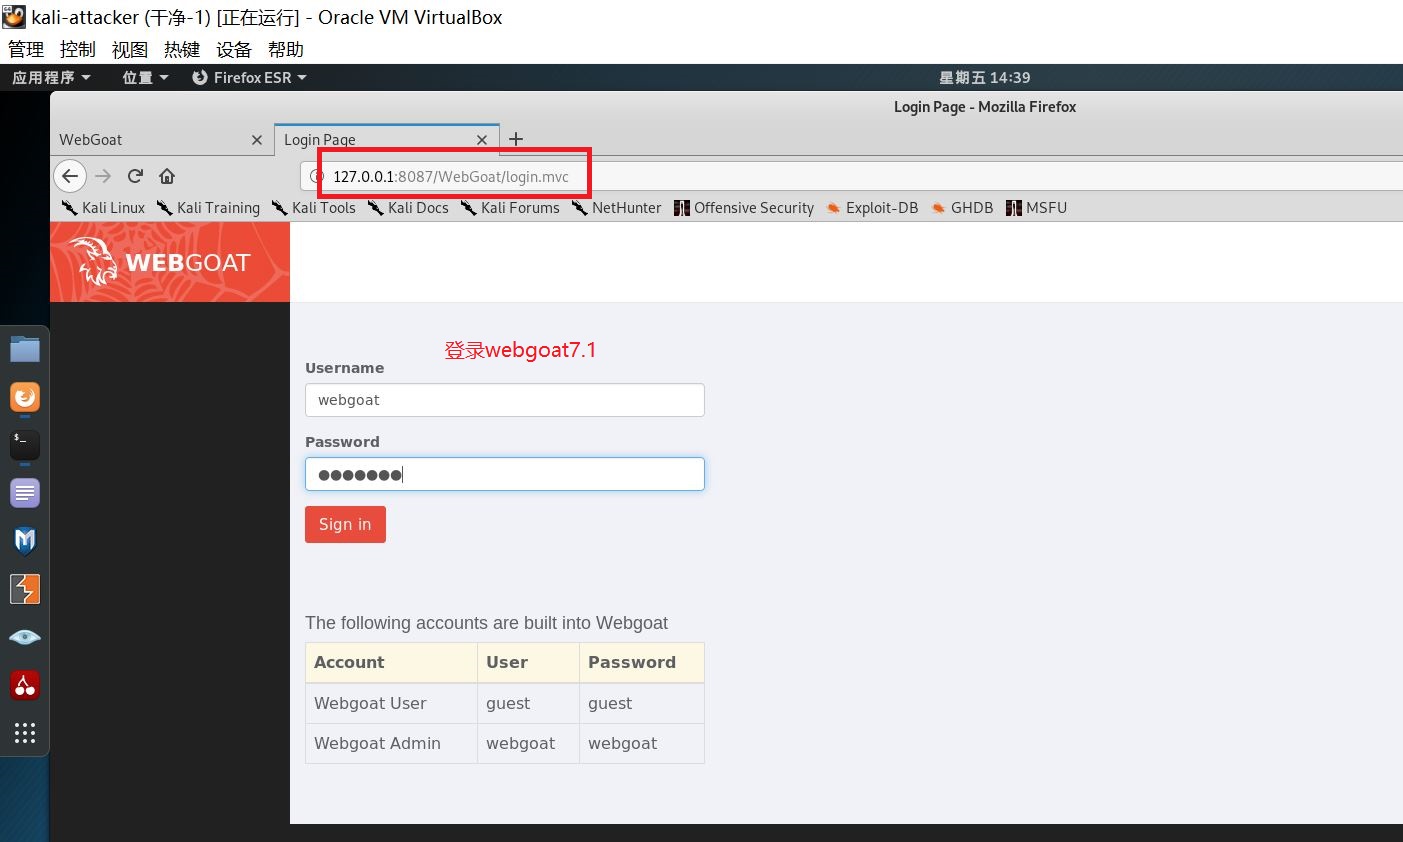 kali-attacker (干净-1) [正在运行] - Oracle VM VirtualBox
管理 控制 视图 热键 设备 帮助
应用程序 位置 Firefox ESR 星期五 14:39
Login Page - Mozilla Firefox
WebGoat Login Page
127.0.0.1:8087/WebGoat/login.mvc
Kali Linux Kali Training Kali Tools Kali Docs Kali Forums NetHunter Offensive Security Exploit-DB GHDB MSFU
WEBGOAT
登录webgoat7.1
Username
webgoat
Password
●●●●●●●
Sign in
The following accounts are built into Webgoat
Account User Password
Webgoat User guest guest
Webgoat Admin webgoat webgoat